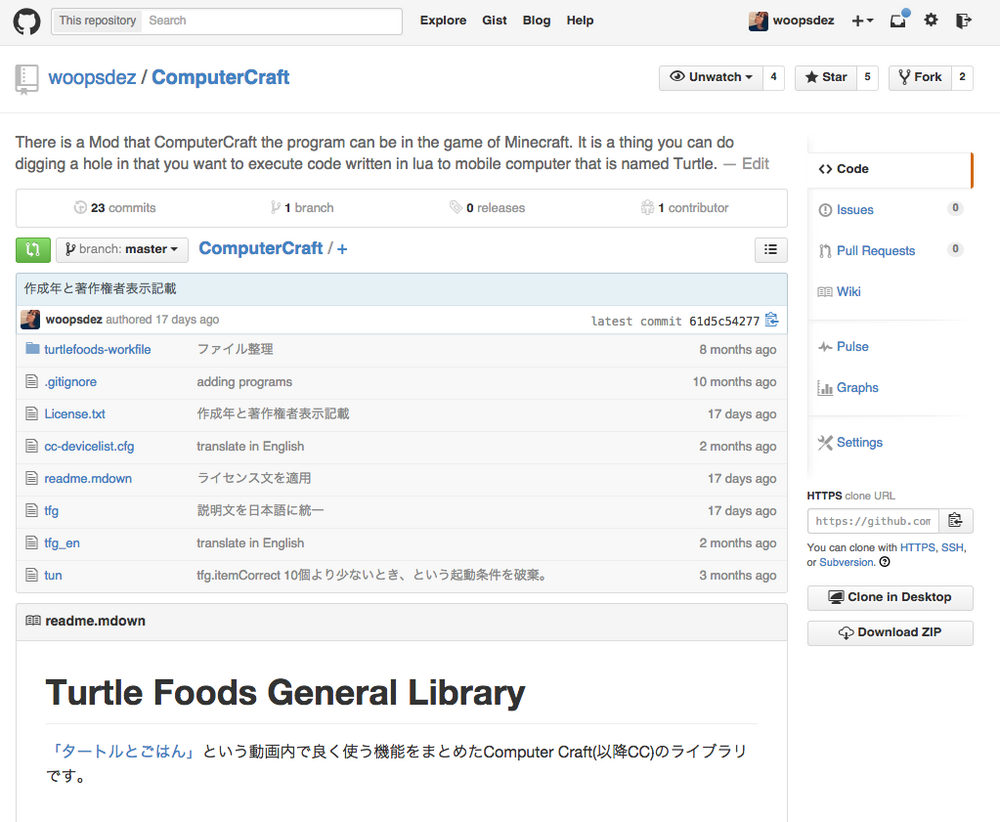 This repository Search Explore Gist Blog Help woopsdez
woopsdez / ComputerCraft Unwatch 4 Star 5 Fork 2
There is a Mod that ComputerCraft the program can be in the game of Minecraft. It is a thing you can do
digging a hole in that you want to execute code written in lua to mobile computer that is named Turtle. — Edit
23 commits 1 branch 0 releases 1 contributor
branch: master ComputerCraft / +
作成年と著作権者表示記載
woopsdez authored 17 days ago latest commit 61d5c54277
turtlefoods-workfile ファイル整理 8 months ago
.gitignore adding programs 10 months ago
License.txt 作成年と著作権者表示記載 17 days ago
cc-devicelist.cfg translate in English 2 months ago
readme.mdown ライセンス文を適用 17 days ago
tfg 説明文を日本語に統一 17 days ago
tfg_en translate in English 2 months ago
tun tfg.itemCorrect 10個より少ないとき、という起動条件を破棄。 3 months ago
readme.mdown
Turtle Foods General Library
「タートルとごはん」という動画内で良く使う機能をまとめたComputer Craft(以降CC)のライブラリ
です。
Code
Issues 0
Pull Requests 0
Wiki
Pulse
Graphs
Settings
HTTPS clone URL
https://github.com
You can clone with HTTPS, SSH,
or Subversion.
Clone in Desktop
Download ZIP